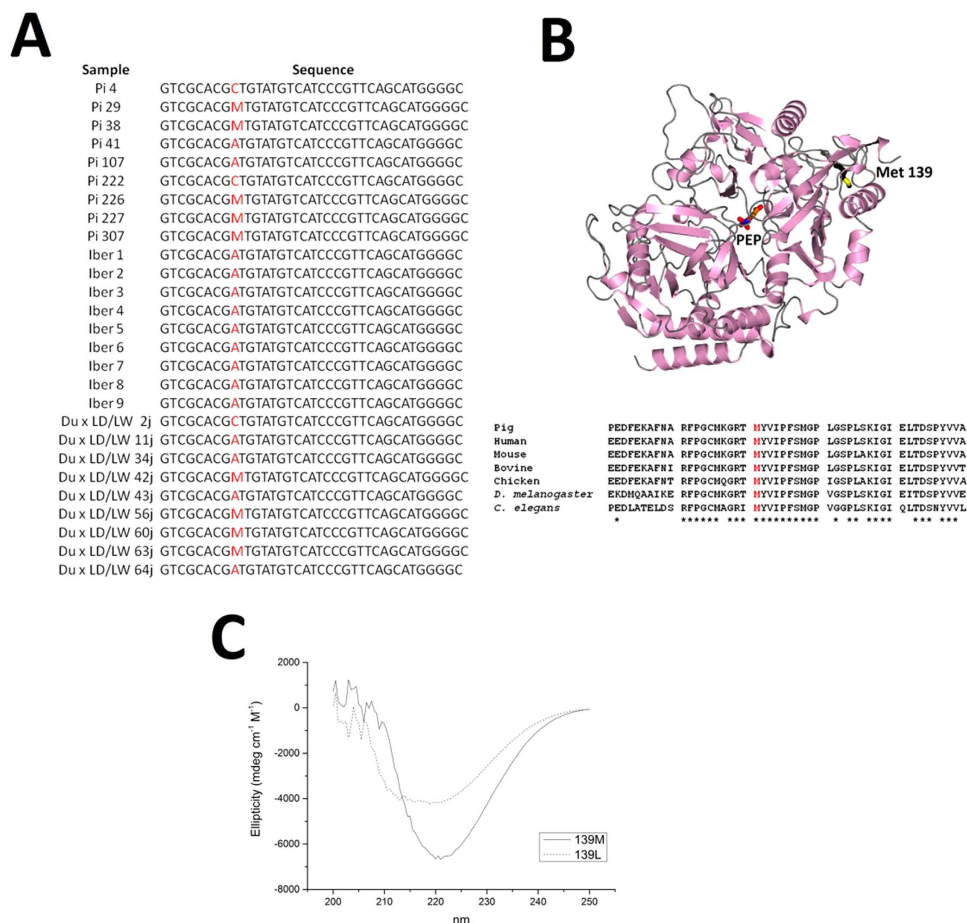 A
Sample Sequence
Pi 4 GTCGCACGCTGTATGTCATCCCGTTCAGCATGGGGC
Pi 29 GTCGCACGMTGTATGTCATCCCGTTCAGCATGGGGC
Pi 38 GTCGCACGMTGTATGTCATCCCGTTCAGCATGGGGC
Pi 41 GTCGCACGATGTATGTCATCCCGTTCAGCATGGGGC
Pi 107 GTCGCACGATGTATGTCATCCCGTTCAGCATGGGGC
Pi 222 GTCGCACGCTGTATGTCATCCCGTTCAGCATGGGGC
Pi 226 GTCGCACGMTGTATGTCATCCCGTTCAGCATGGGGC
Pi 227 GTCGCACGMTGTATGTCATCCCGTTCAGCATGGGGC
Pi 307 GTCGCACGMTGTATGTCATCCCGTTCAGCATGGGGC
Iber 1 GTCGCACGATGTATGTCATCCCGTTCAGCATGGGGC
Iber 2 GTCGCACGATGTATGTCATCCCGTTCAGCATGGGGC
Iber 3 GTCGCACGATGTATGTCATCCCGTTCAGCATGGGGC
Iber 4 GTCGCACGATGTATGTCATCCCGTTCAGCATGGGGC
Iber 5 GTCGCACGATGTATGTCATCCCGTTCAGCATGGGGC
Iber 6 GTCGCACGATGTATGTCATCCCGTTCAGCATGGGGC
Iber 7 GTCGCACGATGTATGTCATCCCGTTCAGCATGGGGC
Iber 8 GTCGCACGATGTATGTCATCCCGTTCAGCATGGGGC
Iber 9 GTCGCACGATGTATGTCATCCCGTTCAGCATGGGGC
Du x LD/LW 2j GTCGCACGCTGTATGTCATCCCGTTCAGCATGGGGC
Du x LD/LW 11j GTCGCACGATGTATGTCATCCCGTTCAGCATGGGGC
Du x LD/LW 34j GTCGCACGATGTATGTCATCCCGTTCAGCATGGGGC
Du x LD/LW 42j GTCGCACGMTGTATGTCATCCCGTTCAGCATGGGGC
Du x LD/LW 43j GTCGCACGATGTATGTCATCCCGTTCAGCATGGGGC
Du x LD/LW 56j GTCGCACGMTGTATGTCATCCCGTTCAGCATGGGGC
Du x LD/LW 60j GTCGCACGMTGTATGTCATCCCGTTCAGCATGGGGC
Du x LD/LW 63j GTCGCACGMTGTATGTCATCCCGTTCAGCATGGGGC
Du x LD/LW 64j GTCGCACGATGTATGTCATCCCGTTCAGCATGGGGC
B
Met 139
PEP
Pig PEDFEKAFNA RFPGCMKGRT MYVIPFSMGP LGSPLSKIGI ELTDSPYVVA
Human EEDFEKAFNA RFPGCMKGRT MYVIPFSMGP LGSPLSKIGI ELTDSPYVVA
Mouse EEDFEKAFNA RFPGCMKGRT MYVIPFSMGP LGSPLAKIGI ELTDSPYVVA
Bovine EEDFEKAFNI RFPGCMKGRT MYVIPFSMGP LGSPLSKIGI ELTDSPYVVT
Chicken EEDFEKAFNT RFPGCMQGRT MYVIPFSMGP IGSPLAKIGI ELTDSPYVVA
D. melanogaster EKDMQAAIKE RFPGCMKGRT MYVIPFSMGP VGSPLSKIGI EITDSPYVVE
C. elegans PEDLATELDS RFPGCMAGRI MYVIPFSMGP VGGPLSKIGI QLTDSNYVVL
* ****** *** ********** * ** **** *** ***
C
2000
0
-2000
-4000
-6000
-8000
Ellipticity (mdeg cm⁻¹ M⁻¹)
139M
139L
200 210 220 230 240 250
nm